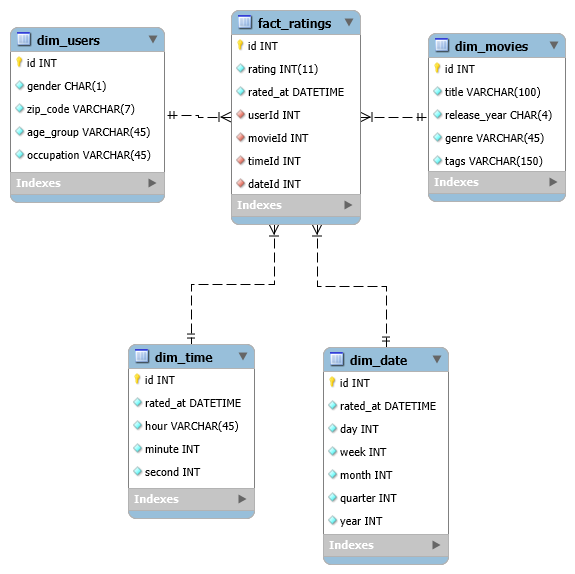 dim_users
id INT
gender CHAR(1)
zip_code VARCHAR(7)
age_group VARCHAR(45)
occupation VARCHAR(45)
Indexes
fact_ratings
id INT
rating INT(11)
rated_at DATETIME
userId INT
movieId INT
timeId INT
dateId INT
Indexes
dim_movies
id INT
title VARCHAR(100)
release_year CHAR(4)
genre VARCHAR(45)
tags VARCHAR(150)
Indexes
dim_time
id INT
rated_at DATETIME
hour VARCHAR(45)
minute INT
second INT
Indexes
dim_date
id INT
rated_at DATETIME
day INT
week INT
month INT
quarter INT
year INT
Indexes